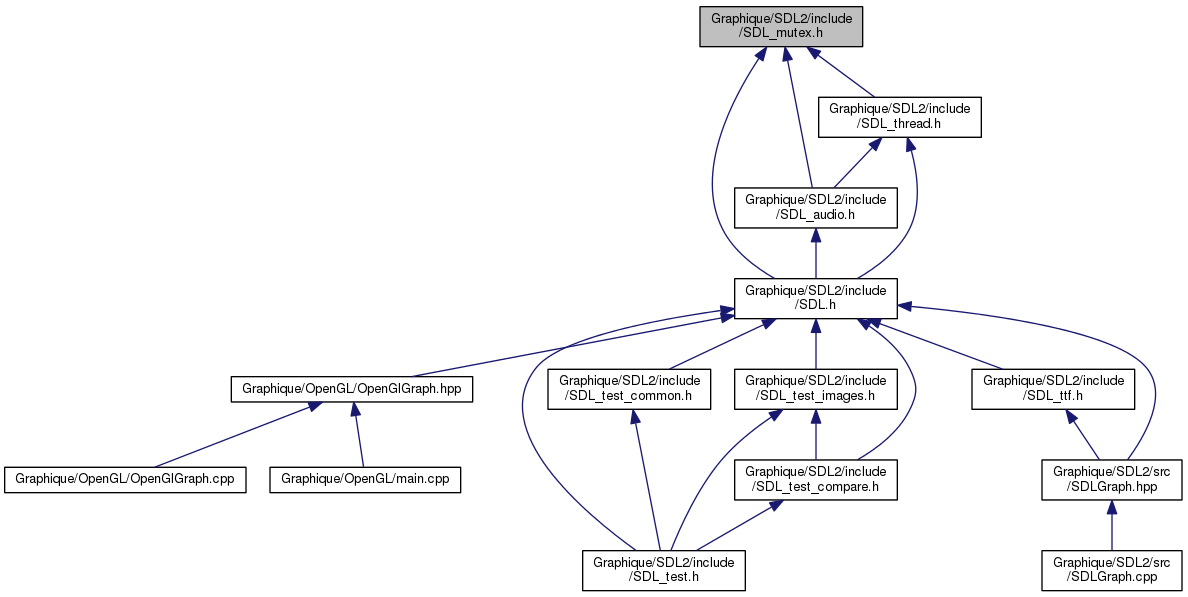 Graphique/SDL2/include
/SDL_mutex.h
Graphique/SDL2/include
/SDL_thread.h
Graphique/SDL2/include
/SDL_audio.h
Graphique/SDL2/include
/SDL.h
Graphique/OpenGL/OpenGlGraph.hpp
Graphique/SDL2/include
/SDL_test_common.h
Graphique/SDL2/include
/SDL_test_images.h
Graphique/SDL2/include
/SDL_ttf.h
Graphique/OpenGL/OpenGlGraph.cpp
Graphique/OpenGL/main.cpp
Graphique/SDL2/include
/SDL_test_compare.h
Graphique/SDL2/src
/SDLGraph.hpp
Graphique/SDL2/include
/SDL_test.h
Graphique/SDL2/src
/SDLGraph.cpp